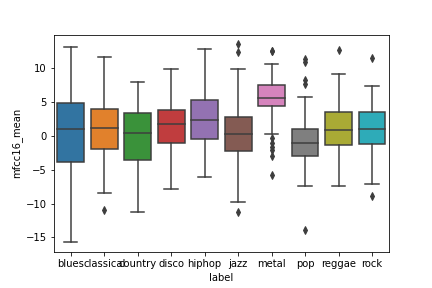 mfcc16_mean
10
5
0
−5
−10
−15
blues classical country disco hiphop jazz metal pop reggae rock
label